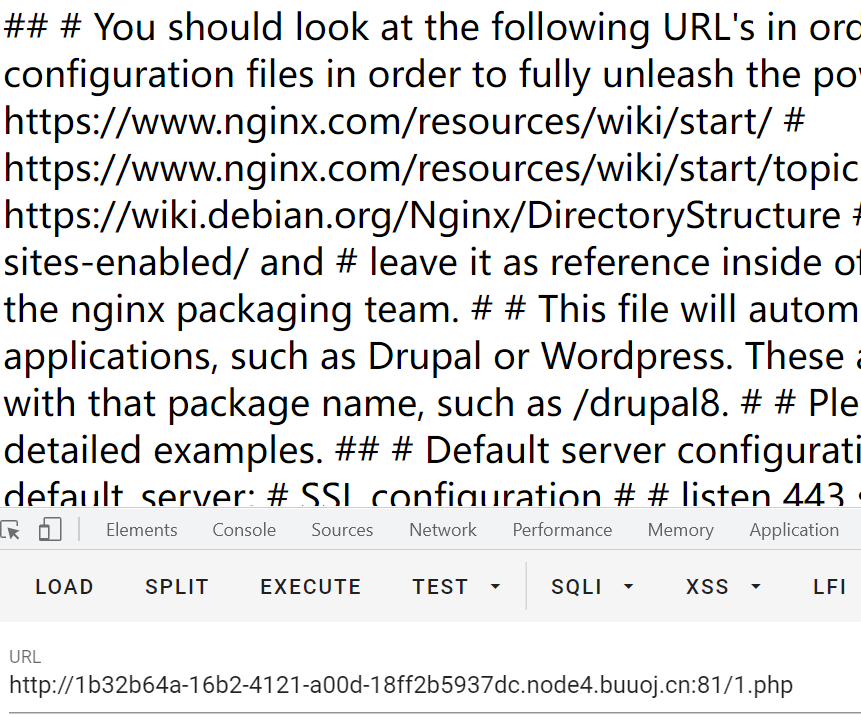 ## # You should look at the following URL's in ord
configuration files in order to fully unleash the po
https://www.nginx.com/resources/wiki/start/ #
https://www.nginx.com/resources/wiki/start/topic
https://wiki.debian.org/Nginx/DirectoryStructure #
sites-enabled/ and # leave it as reference inside of
the nginx packaging team. # # This file will autom
applications, such as Drupal or Wordpress. These a
with that package name, such as /drupal8. # # Ple
detailed examples. ## # Default server configurati
default_server; # SSL configuration # # listen 443 s
Elements Console Sources Network Performance Memory Application
LOAD SPLIT EXECUTE TEST SQLI XSS LFI
URL
http://1b32b64a-16b2-4121-a00d-18ff2b5937dc.node4.buuoj.cn:81/1.php